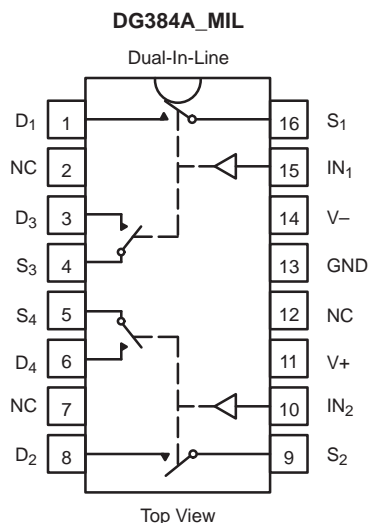 DG384A_MIL
Dual-In-Line
D1 1 16 S1
NC 2 15 IN1
D3 3 14 V–
S3 4 13 GND
S4 5 12 NC
D4 6 11 V+
NC 7 10 IN2
D2 8 9 S2
Top View